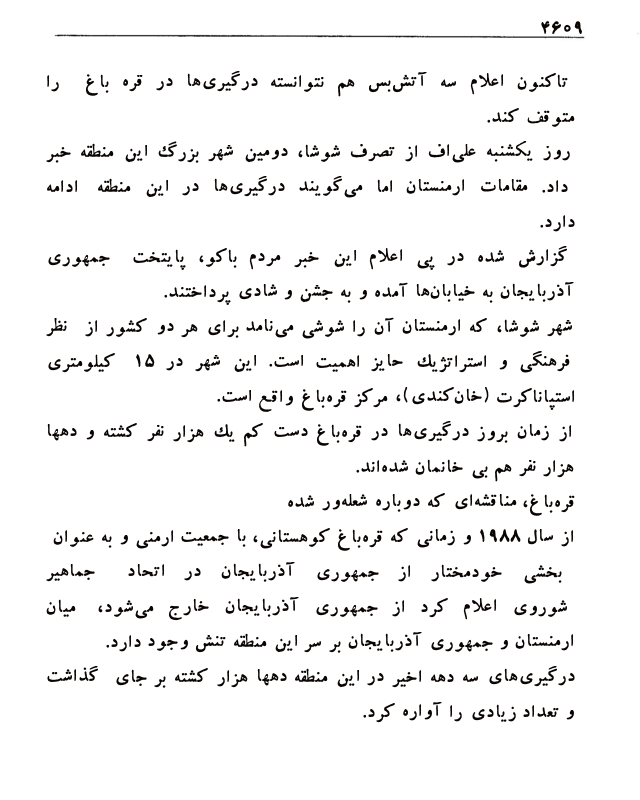 ۴۶۰۹
تاکنون اعلام سه آتش‌بس هم نتوانسته درگیری‌ها در قره باغ را
متوقف کند.
روز یکشنبه علی‌اف از تصرف شوشا، دومین شهر بزرگ این منطقه خبر
داد. مقامات ارمنستان اما می‌گویند درگیری‌ها در این منطقه ادامه
دارد.
گزارش شده در پی اعلام این خبر مردم باکو، پایتخت جمهوری
آذربایجان به خیابان‌ها آمده و به جشن و شادی پرداختند.
شهر شوشا، که ارمنستان آن را شوشی می‌نامد برای هر دو کشور از نظر
فرهنگی و استراتژیک حایز اهمیت است. این شهر در ۱۵ کیلومتری
استپاناکرت (خان‌کندی)، مرکز قره‌باغ واقع است.
از زمان بروز درگیری‌ها در قره‌باغ دست کم یک هزار نفر کشته و دهها
هزار نفر هم بی خانمان شده‌اند.
قره‌باغ، مناقشه‌ای که دوباره شعله‌ور شده
از سال ۱۹۸۸ و زمانی که قره‌باغ کوهستانی، با جمعیت ارمنی و به عنوان
بخشی خودمختار از جمهوری آذربایجان در اتحاد جماهیر
شوروی اعلام کرد از جمهوری آذربایجان خارج می‌شود، میان
ارمنستان و جمهوری آذربایجان بر سر این منطقه تنش وجود دارد.
درگیری‌های سه دهه اخیر در این منطقه دهها هزار کشته بر جای گذاشت
و تعداد زیادی را آواره کرد.